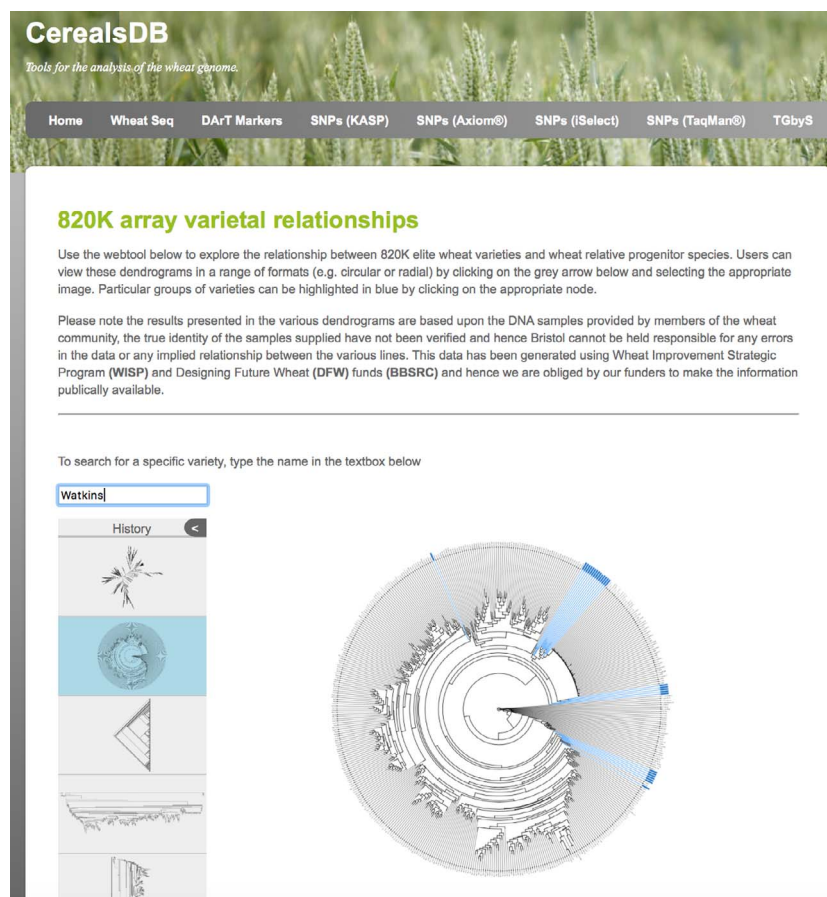 CerealsDB
Tools for the analysis of the wheat genome.
Home Wheat Seq DArT Markers SNPs (KASP) SNPs (Axiom®) SNPs (iSelect) SNPs (TaqMan®) TGbyS
820K array varietal relationships
Use the webtool below to explore the relationship between 820K elite wheat varieties and wheat relative progenitor species. Users can
view these dendrograms in a range of formats (e.g. circular or radial) by clicking on the grey arrow below and selecting the appropriate
image. Particular groups of varieties can be highlighted in blue by clicking on the appropriate node.
Please note the results presented in the various dendrograms are based upon the DNA samples provided by members of the wheat
community, the true identity of the samples supplied have not been verified and hence Bristol cannot be held responsible for any errors
in the data or any implied relationship between the various lines. This data has been generated using Wheat Improvement Strategic
Program (WISP) and Designing Future Wheat (DFW) funds (BBSRC) and hence we are obliged by our funders to make the information
publically available.
To search for a specific variety, type the name in the textbox below
Watkins
History <